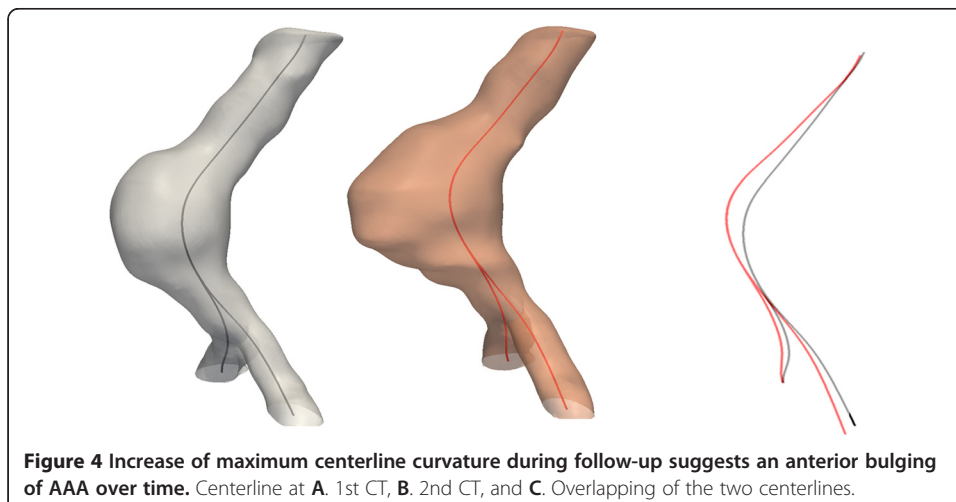 Figure 4 Increase of maximum centerline curvature during follow-up suggests an anterior bulging
of AAA over time. Centerline at A. 1st CT, B. 2nd CT, and C. Overlapping of the two centerlines.